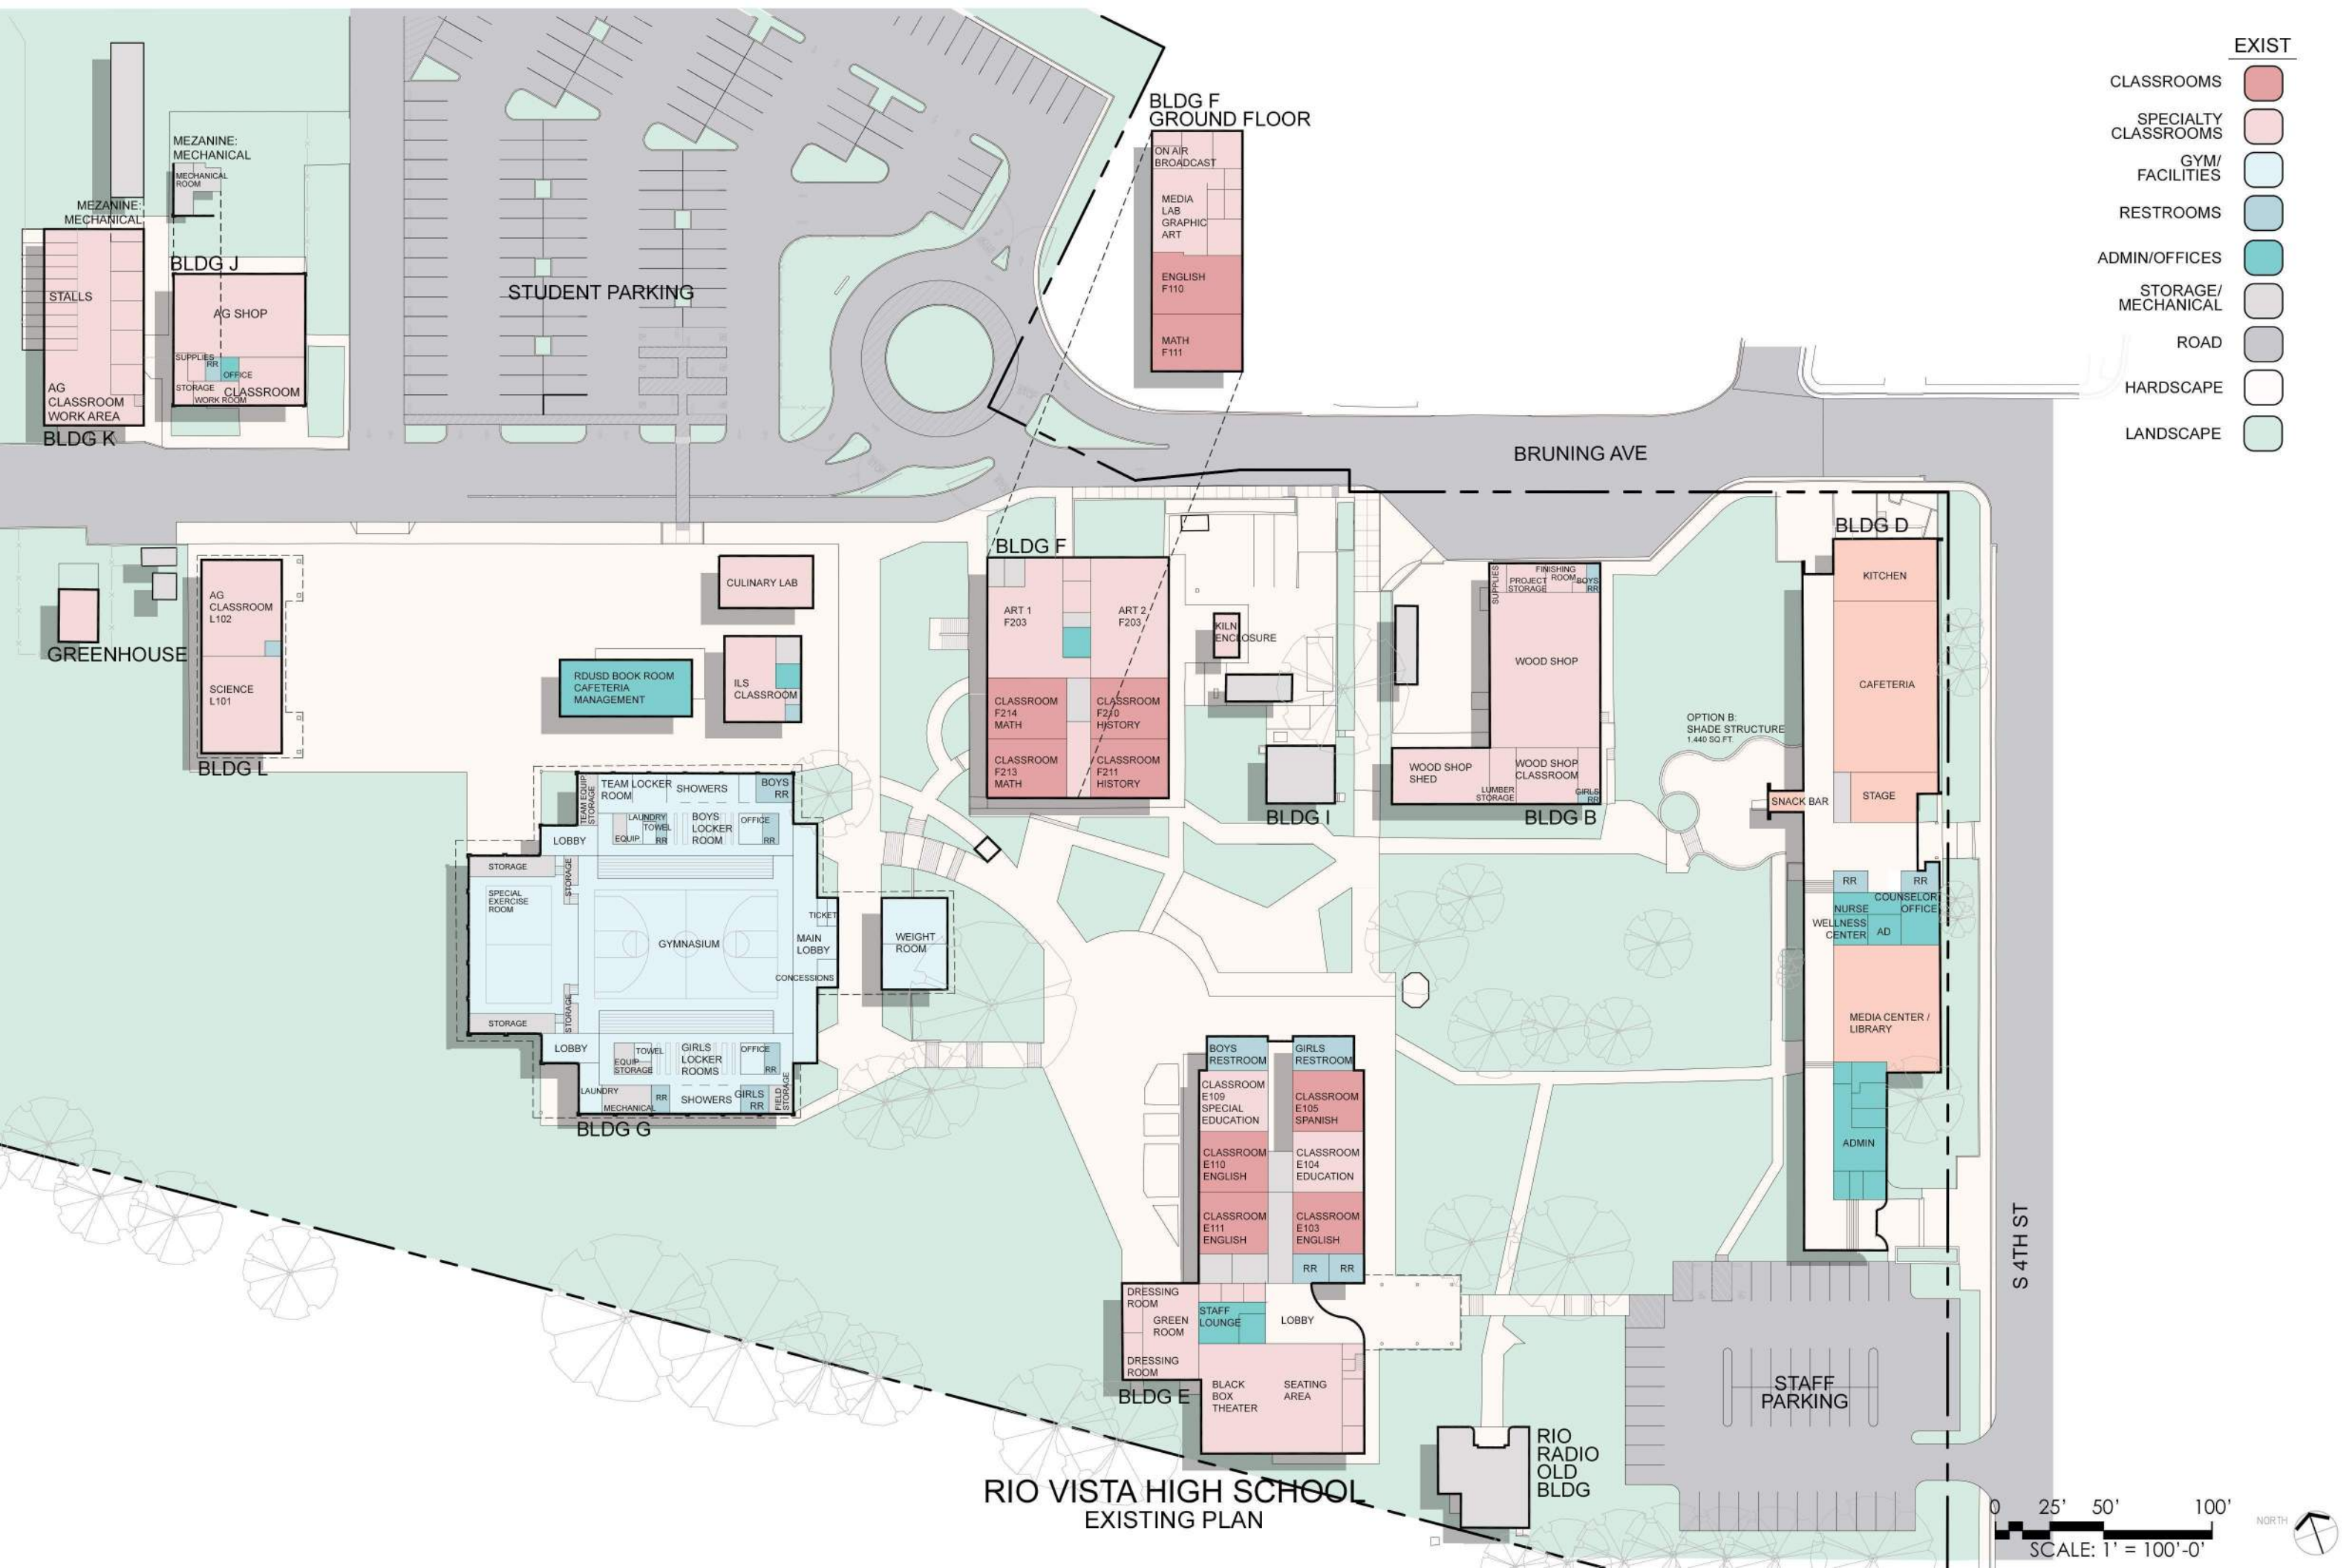 EXIST
CLASSROOMS
SPECIALTY
CLASSROOMS
GYM/
FACILITIES
RESTROOMS
ADMIN/OFFICES
STORAGE/
MECHANICAL
ROAD
HARDSCAPE
LANDSCAPE
BLDG F
GROUND FLOOR
ON AIR
BROADCAST
MEDIA
LAB
GRAPHIC
ART
ENGLISH
F110
MATH
F111
MEZANINE:
MECHANICAL
MECHANICAL
ROOM
MEZANINE:
MECHANICAL
STALLS
AG
CLASSROOM
WORK AREA
BLDG K
BLDG J
AG SHOP
SUPPLIES
RR
OFFICE
STORAGE
CLASSROOM
WORK ROOM
STUDENT PARKING
BRUNING AVE
GREENHOUSE
AG
CLASSROOM
L102
SCIENCE
L101
BLDG L
CULINARY LAB
RDUSD BOOK ROOM
CAFETERIA
MANAGEMENT
ILS
CLASSROOM
BLDG F
ART 1
F203
ART 2
F203
CLASSROOM
F214
MATH
CLASSROOM
F210
HISTORY
CLASSROOM
F213
MATH
CLASSROOM
F211
HISTORY
KILN
ENCLOSURE
BLDG I
SUPPLIES
PROJECT
STORAGE
FINISHING
ROOM
BOYS
RR
WOOD SHOP
WOOD SHOP
SHED
WOOD SHOP
CLASSROOM
LUMBER
STORAGE
GIRLS
RR
BLDG B
OPTION B:
SHADE STRUCTURE
1,440 SQ.FT.
BLDG D
KITCHEN
CAFETERIA
STAGE
SNACK BAR
RR
RR
NURSE
COUNSELOR
OFFICE
WELLNESS
CENTER
AD
MEDIA CENTER /
LIBRARY
ADMIN
TEAM EQUIP
STORAGE
TEAM LOCKER
ROOM
SHOWERS
BOYS
RR
LAUNDRY
TOWEL
EQUIP
RR
BOYS
LOCKER
ROOM
OFFICE
RR
LOBBY
STORAGE
STORAGE
SPECIAL
EXERCISE
ROOM
GYMNASIUM
TICKET
MAIN
LOBBY
CONCESSIONS
WEIGHT
ROOM
STORAGE
STORAGE
LOBBY
TOWEL
EQUIP
STORAGE
GIRLS
LOCKER
ROOMS
OFFICE
RR
LAUNDRY
MECHANICAL
RR
SHOWERS
GIRLS
RR
FIELD
STORAGE
BLDG G
BOYS
RESTROOM
GIRLS
RESTROOM
CLASSROOM
E109
SPECIAL
EDUCATION
CLASSROOM
E105
SPANISH
CLASSROOM
E110
ENGLISH
CLASSROOM
E104
EDUCATION
CLASSROOM
E111
ENGLISH
CLASSROOM
E103
ENGLISH
RR
RR
DRESSING
ROOM
GREEN
ROOM
STAFF
LOUNGE
LOBBY
DRESSING
ROOM
BLDG E
BLACK
BOX
THEATER
SEATING
AREA
S 4TH ST
STAFF
PARKING
RIO
RADIO
OLD
BLDG
RIO VISTA HIGH SCHOOL
EXISTING PLAN
0 25' 50' 100'
SCALE: 1' = 100'-0'
NORTH